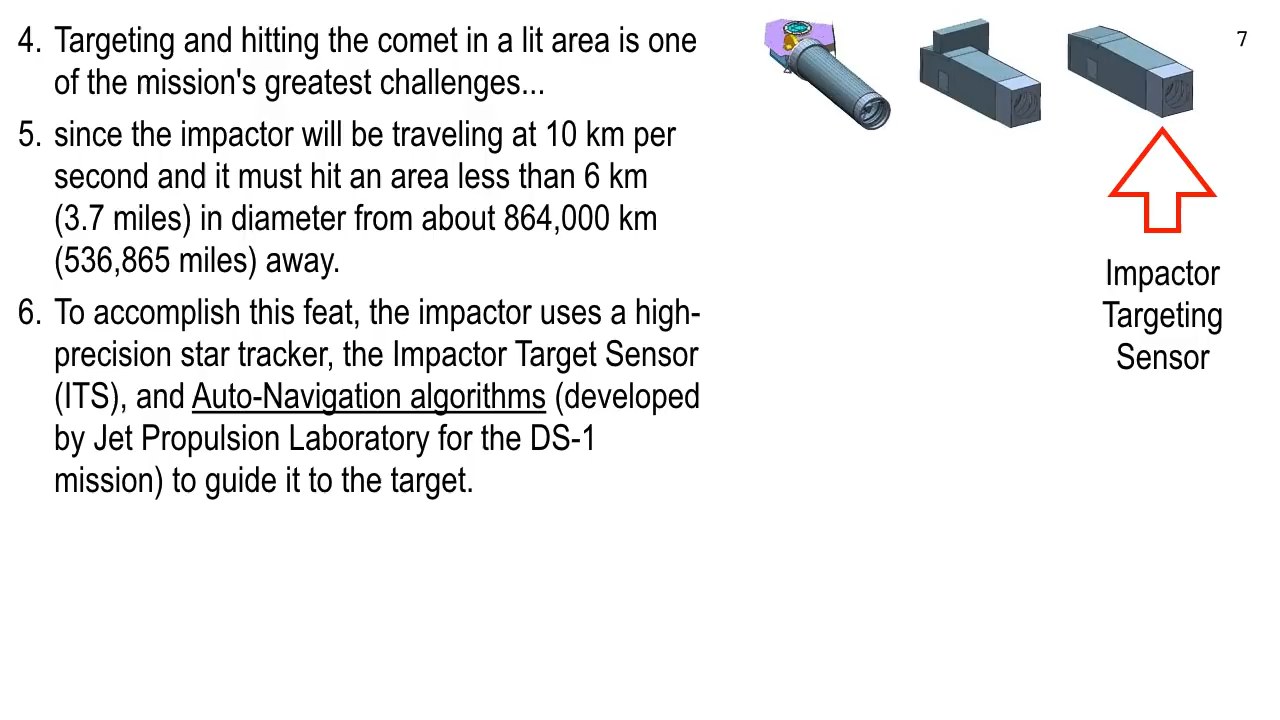 7
4. Targeting and hitting the comet in a lit area is one
of the mission's greatest challenges...
5. since the impactor will be traveling at 10 km per
second and it must hit an area less than 6 km
(3.7 miles) in diameter from about 864,000 km
(536,865 miles) away.
6. To accomplish this feat, the impactor uses a high-
precision star tracker, the Impactor Target Sensor
(ITS), and Auto-Navigation algorithms (developed
by Jet Propulsion Laboratory for the DS-1
mission) to guide it to the target.
Impactor
Targeting
Sensor